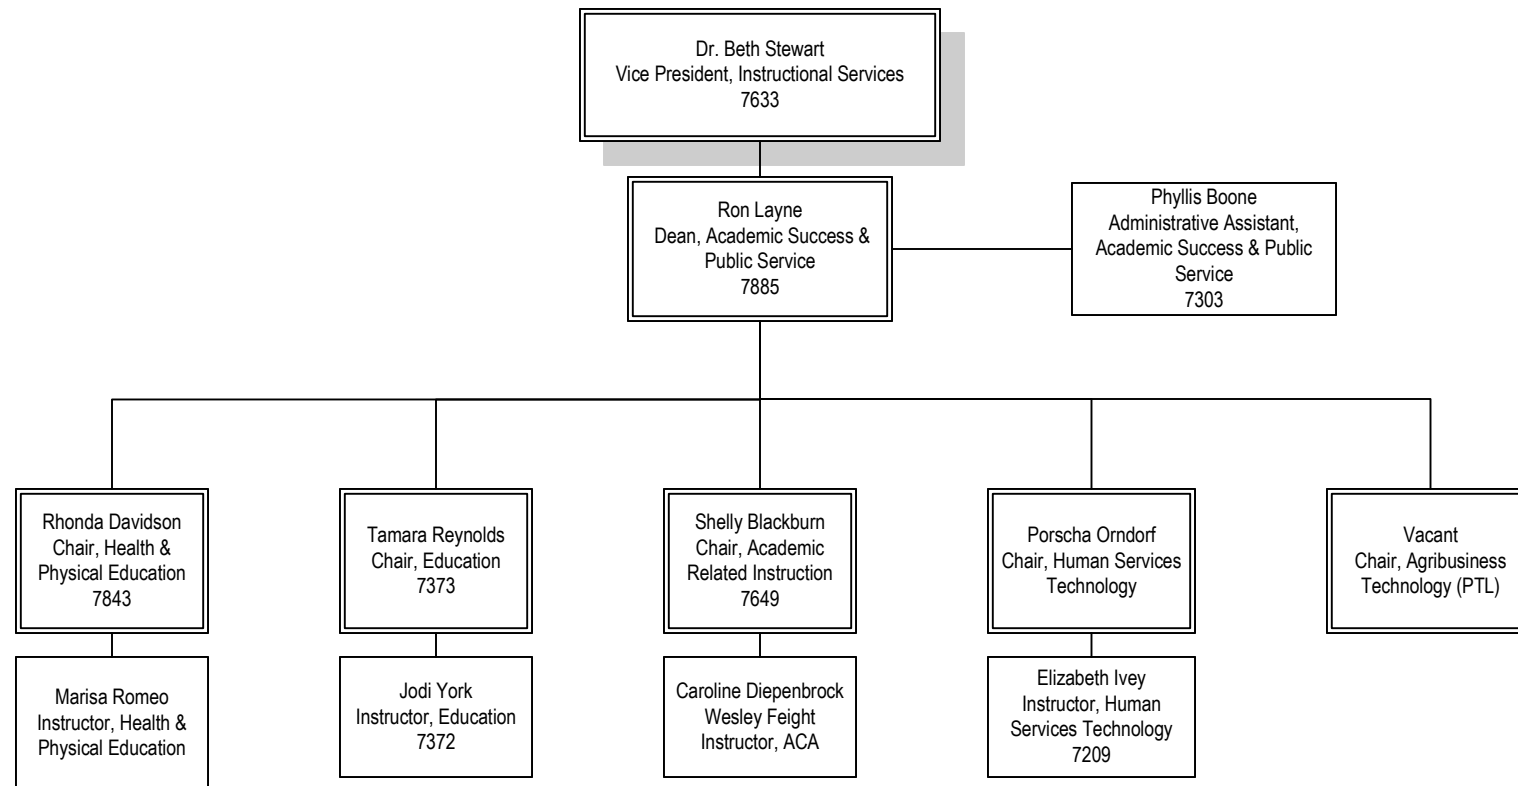 Dr. Beth Stewart
Vice President, Instructional Services
7633
Ron Layne
Dean, Academic Success &
Public Service
7885
Phyllis Boone
Administrative Assistant,
Academic Success & Public
Service
7303
Rhonda Davidson
Chair, Health &
Physical Education
7843
Tamara Reynolds
Chair, Education
7373
Shelly Blackburn
Chair, Academic
Related Instruction
7649
Porscha Orndorf
Chair, Human Services
Technology
Vacant
Chair, Agribusiness
Technology (PTL)
Marisa Romeo
Instructor, Health &
Physical Education
Jodi York
Instructor, Education
7372
Caroline Diepenbrock
Wesley Feight
Instructor, ACA
Elizabeth Ivey
Instructor, Human
Services Technology
7209